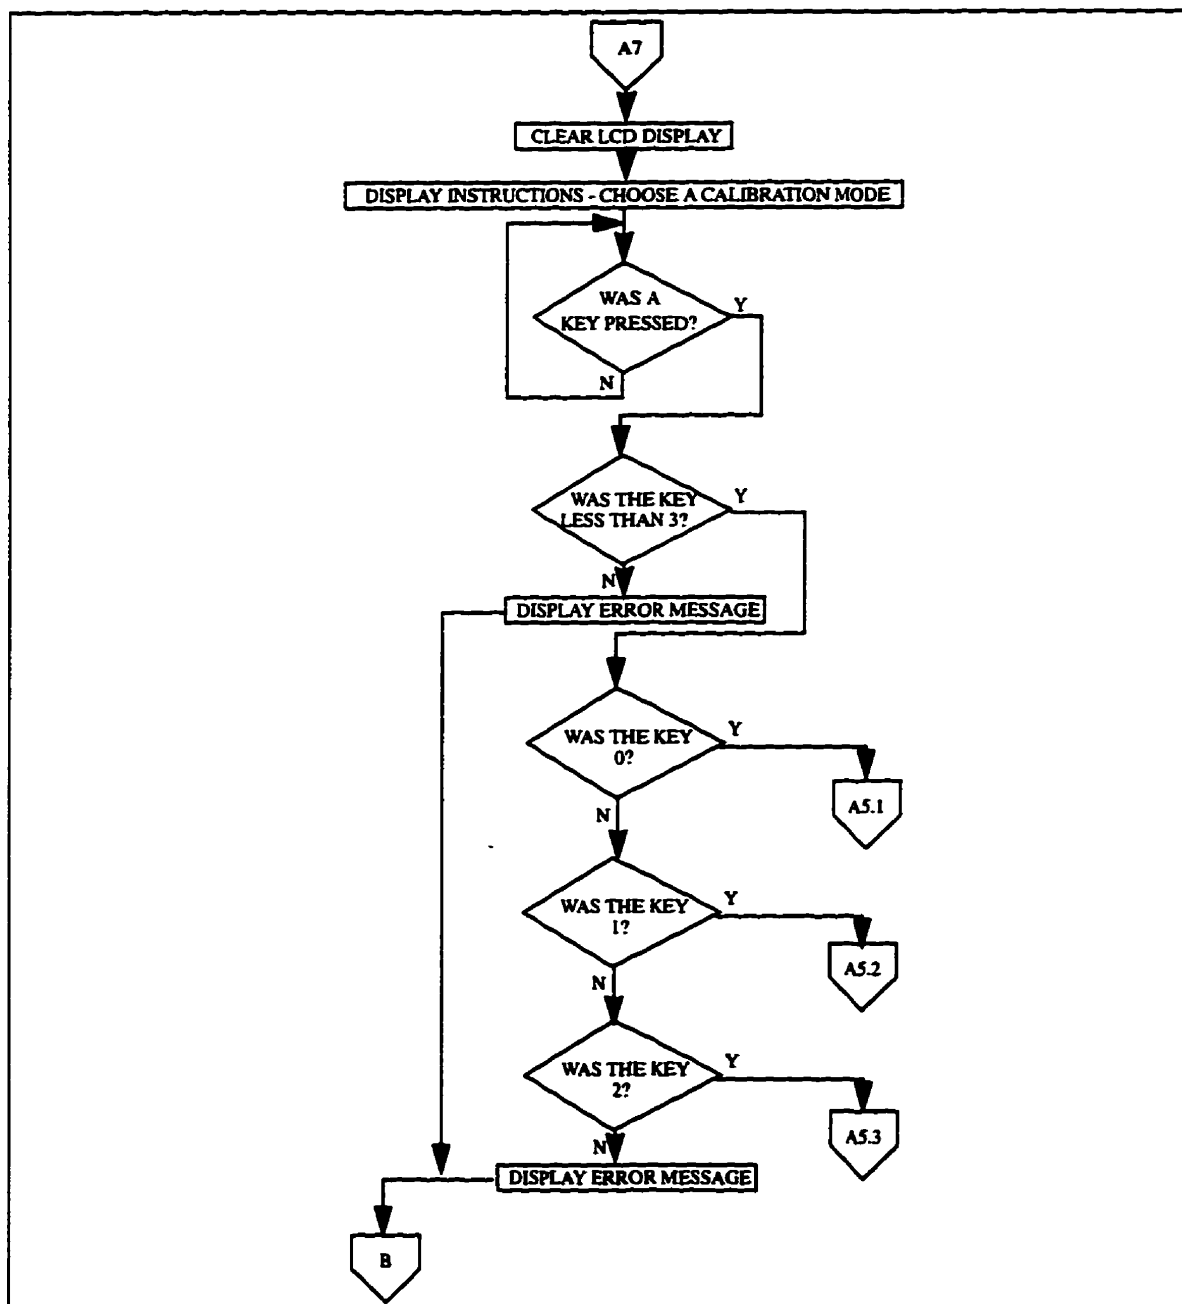 A7
CLEAR LCD DISPLAY
DISPLAY INSTRUCTIONS - CHOOSE A CALIBRATION MODE
WAS A
KEY PRESSED?
Y
N
WAS THE KEY
LESS THAN 3?
Y
N
DISPLAY ERROR MESSAGE
WAS THE KEY
0?
Y
A5.1
N
WAS THE KEY
1?
Y
A5.2
N
WAS THE KEY
2?
Y
A5.3
N
DISPLAY ERROR MESSAGE
B